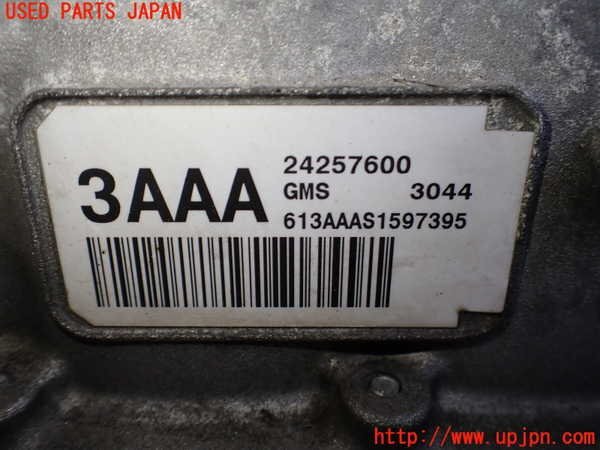 USED PARTS JAPAN
3AAA
24257600
GMS 3044
613AAAS1597395
http://www.upjpn.com